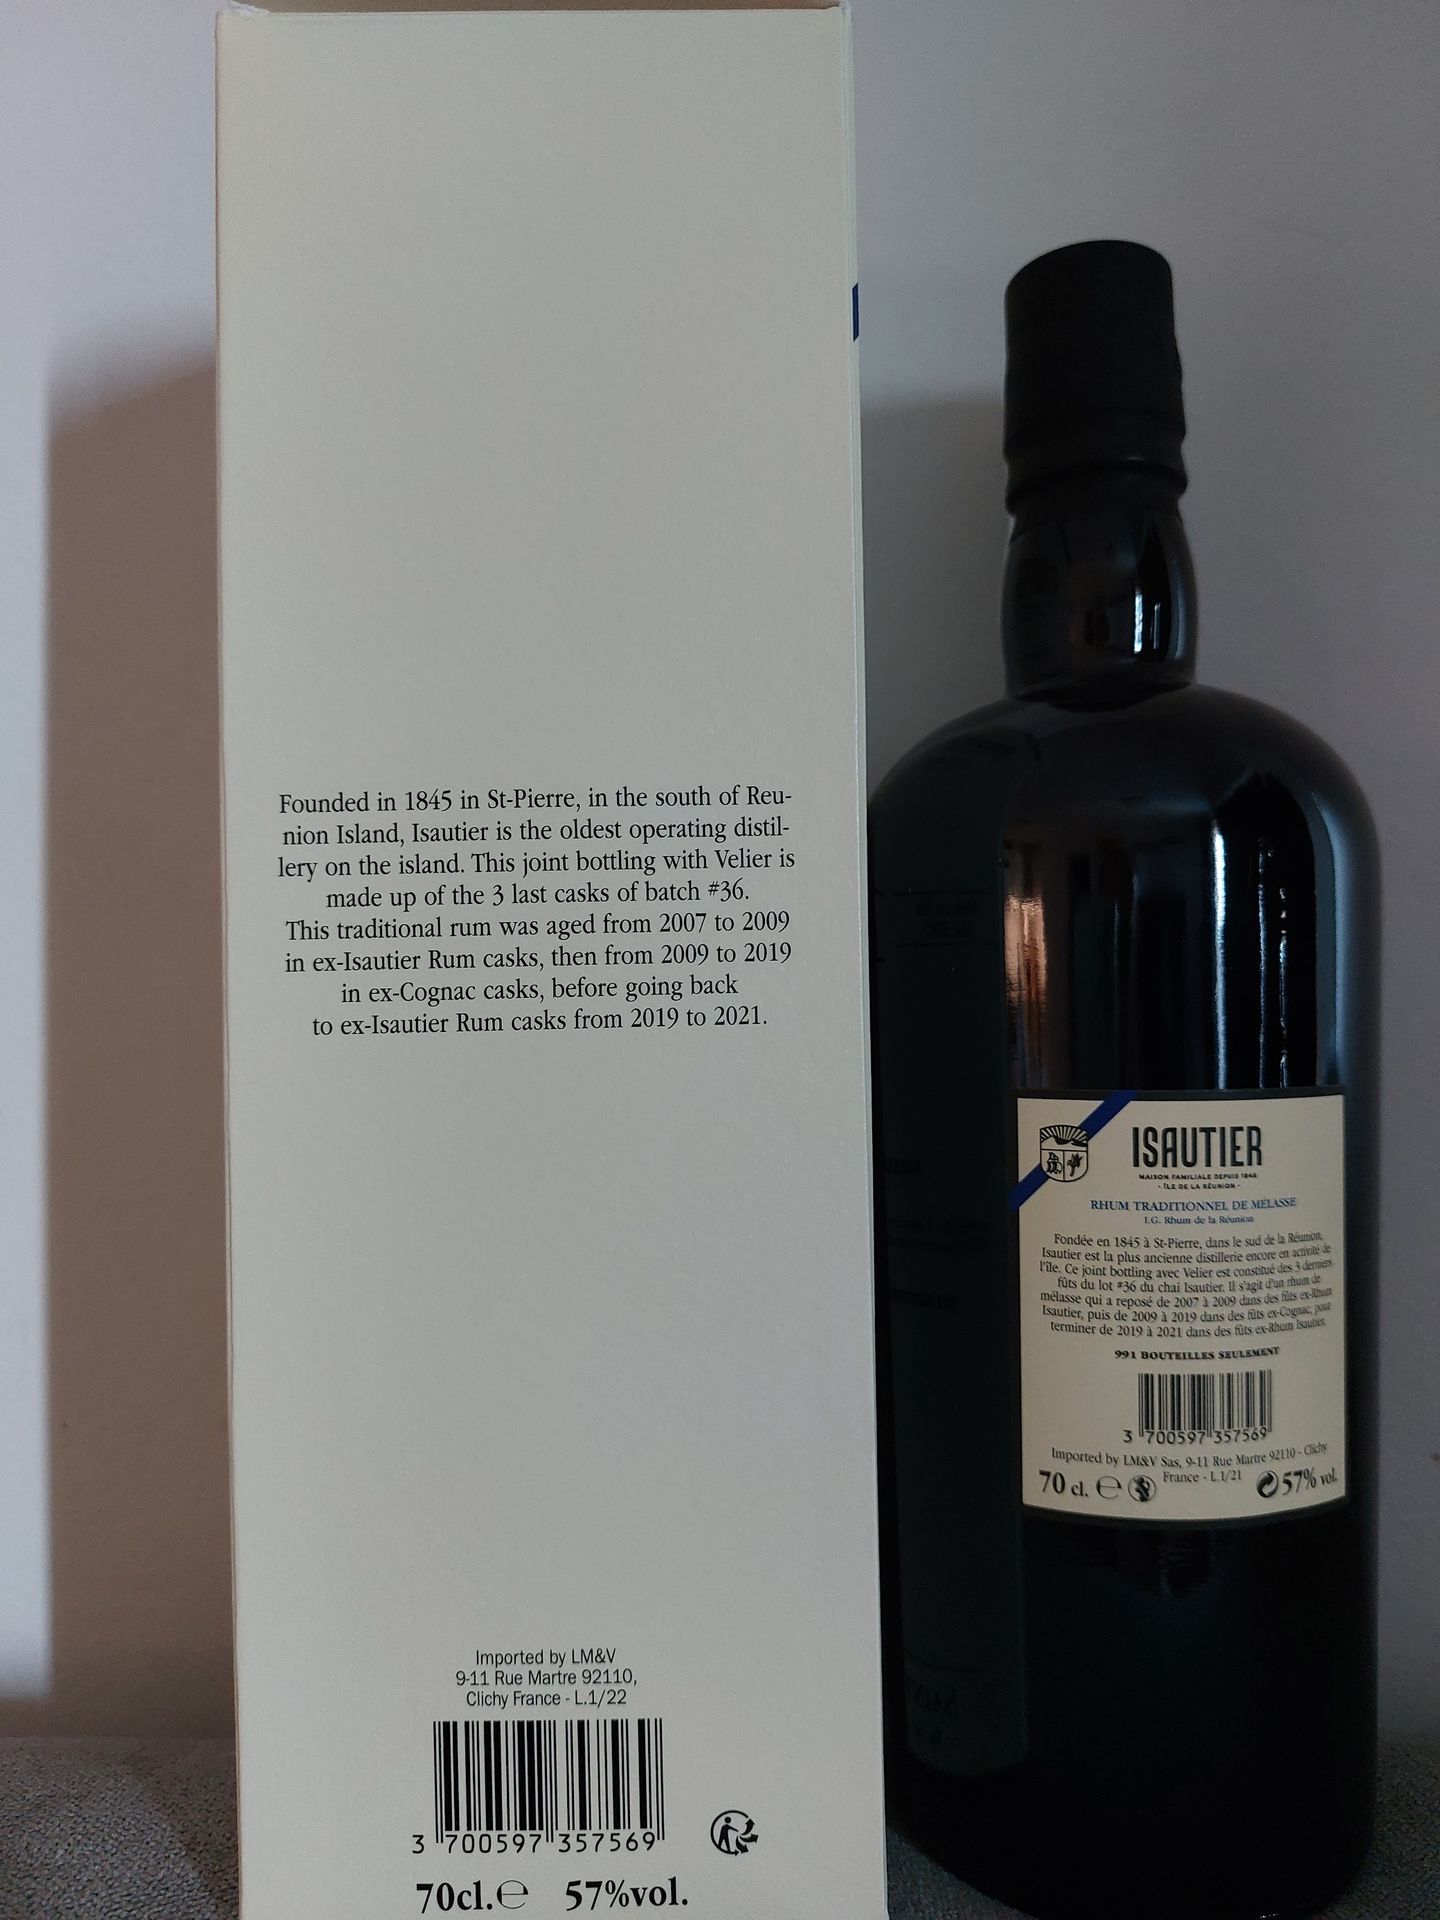 Founded in 1845 in St-Pierre, in the south of Reu-
nion Island, Isautier is the oldest operating distil-
lery on the island. This joint bottling with Velier is
made up of the 3 last casks of batch #36.
This traditional rum was aged from 2007 to 2009
in ex-Isautier Rum casks, then from 2009 to 2019
in ex-Cognac casks, before going back
to ex-Isautier Rum casks from 2019 to 2021.
Imported by LM&V
9-11 Rue Martre 92110,
Clichy France - L.1/22
3 700597 357569
70cl.℮ 57%vol.
ISAUTIER
MAISON FAMILIALE DEPUIS 1845
- ÎLE DE LA RÉUNION -
RHUM TRADITIONNEL DE MÉLASSE
I.G. Rhum de la Réunion
Fondée en 1845 à St-Pierre, dans le sud de la Réunion,
Isautier est la plus ancienne distillerie encore en activité de
l'île. Ce joint bottling avec Velier est constitué des 3 derniers
fûts du lot #36 du chai Isautier. Il s'agit d'un rhum de
mélasse qui a reposé de 2007 à 2009 dans des fûts ex-Rhum
Isautier, puis de 2009 à 2019 dans des fûts ex-Cognac, pour
terminer de 2019 à 2021 dans des fûts ex-Rhum Isautier.
991 BOUTEILLES SEULEMENT
3 700597 357569
Imported by LM&V Sas, 9-11 Rue Martre 92110 - Clichy
France - L.1/21
70 cl. ℮ 57% vol.